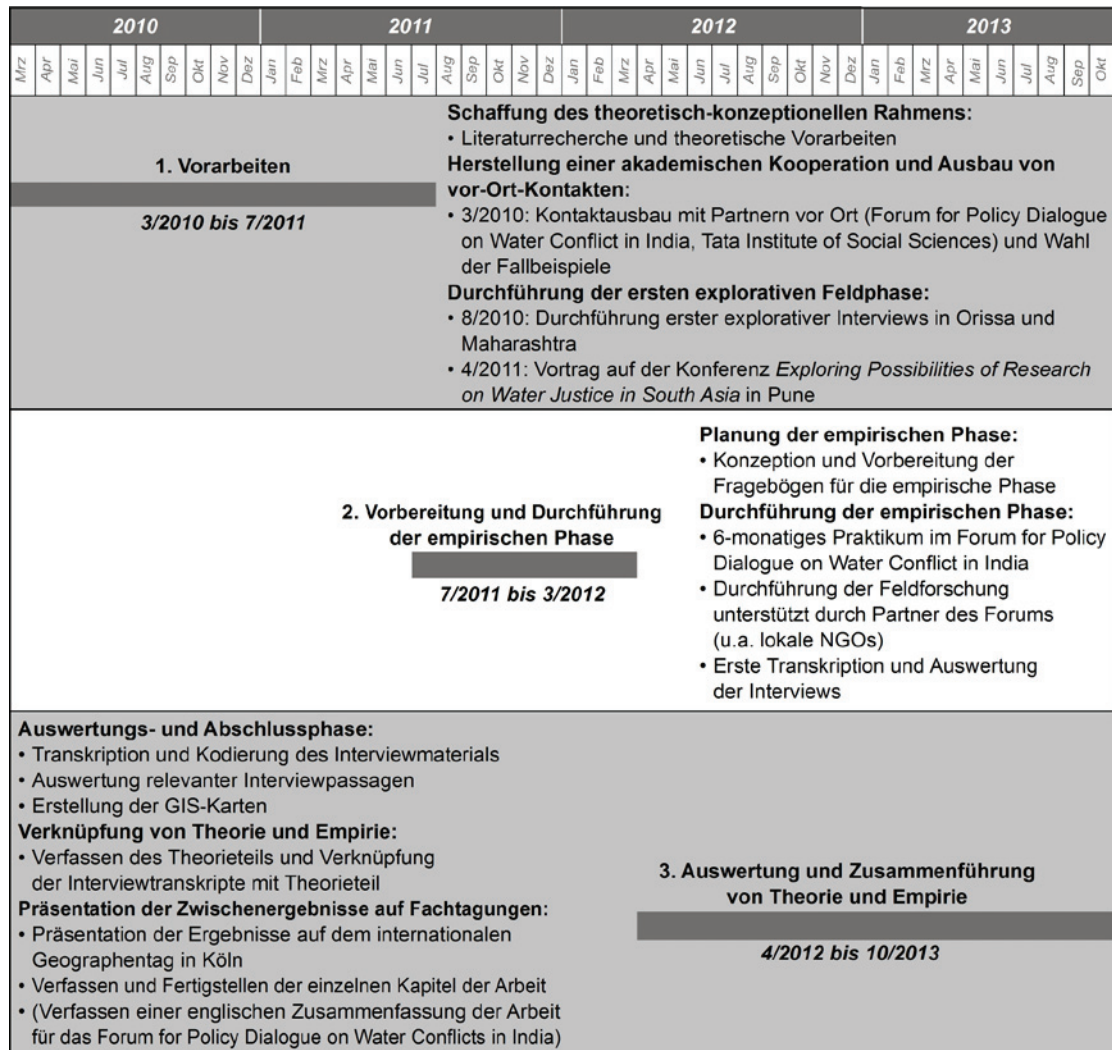 2010 2011 2012 2013
Mrz Apr Mai Jun Jul Aug Sep Okt Nov Dez Jan Feb Mrz Apr Mai Jun Jul Aug Sep Okt Nov Dez Jan Feb Mrz Apr Mai Jun Jul Aug Sep Okt Nov Dez Jan Feb Mrz Apr Mai Jun Jul Aug Sep Okt
1. Vorarbeiten
3/2010 bis 7/2011
Schaffung des theoretisch-konzeptionellen Rahmens:
• Literaturrecherche und theoretische Vorarbeiten
Herstellung einer akademischen Kooperation und Ausbau von
vor-Ort-Kontakten:
• 3/2010: Kontaktausbau mit Partnern vor Ort (Forum for Policy Dialogue
on Water Conflict in India, Tata Institute of Social Sciences) und Wahl
der Fallbeispiele
Durchführung der ersten explorativen Feldphase:
• 8/2010: Durchführung erster explorativer Interviews in Orissa und
Maharashtra
• 4/2011: Vortrag auf der Konferenz Exploring Possibilities of Research
on Water Justice in South Asia in Pune
2. Vorbereitung und Durchführung
der empirischen Phase
7/2011 bis 3/2012
Planung der empirischen Phase:
• Konzeption und Vorbereitung der
Fragebögen für die empirische Phase
Durchführung der empirischen Phase:
• 6-monatiges Praktikum im Forum for Policy
Dialogue on Water Conflict in India
• Durchführung der Feldforschung
unterstützt durch Partner des Forums
(u.a. lokale NGOs)
• Erste Transkription und Auswertung
der Interviews
Auswertungs- und Abschlussphase:
• Transkription und Kodierung des Interviewmaterials
• Auswertung relevanter Interviewpassagen
• Erstellung der GIS-Karten
Verknüpfung von Theorie und Empirie:
• Verfassen des Theorieteils und Verknüpfung
der Interviewtranskripte mit Theorieteil
Präsentation der Zwischenergebnisse auf Fachtagungen:
• Präsentation der Ergebnisse auf dem internationalen
Geographentag in Köln
• Verfassen und Fertigstellen der einzelnen Kapitel der Arbeit
• (Verfassen einer englischen Zusammenfassung der Arbeit
für das Forum for Policy Dialogue on Water Conflicts in India)
3. Auswertung und Zusammenführung
von Theorie und Empirie
4/2012 bis 10/2013